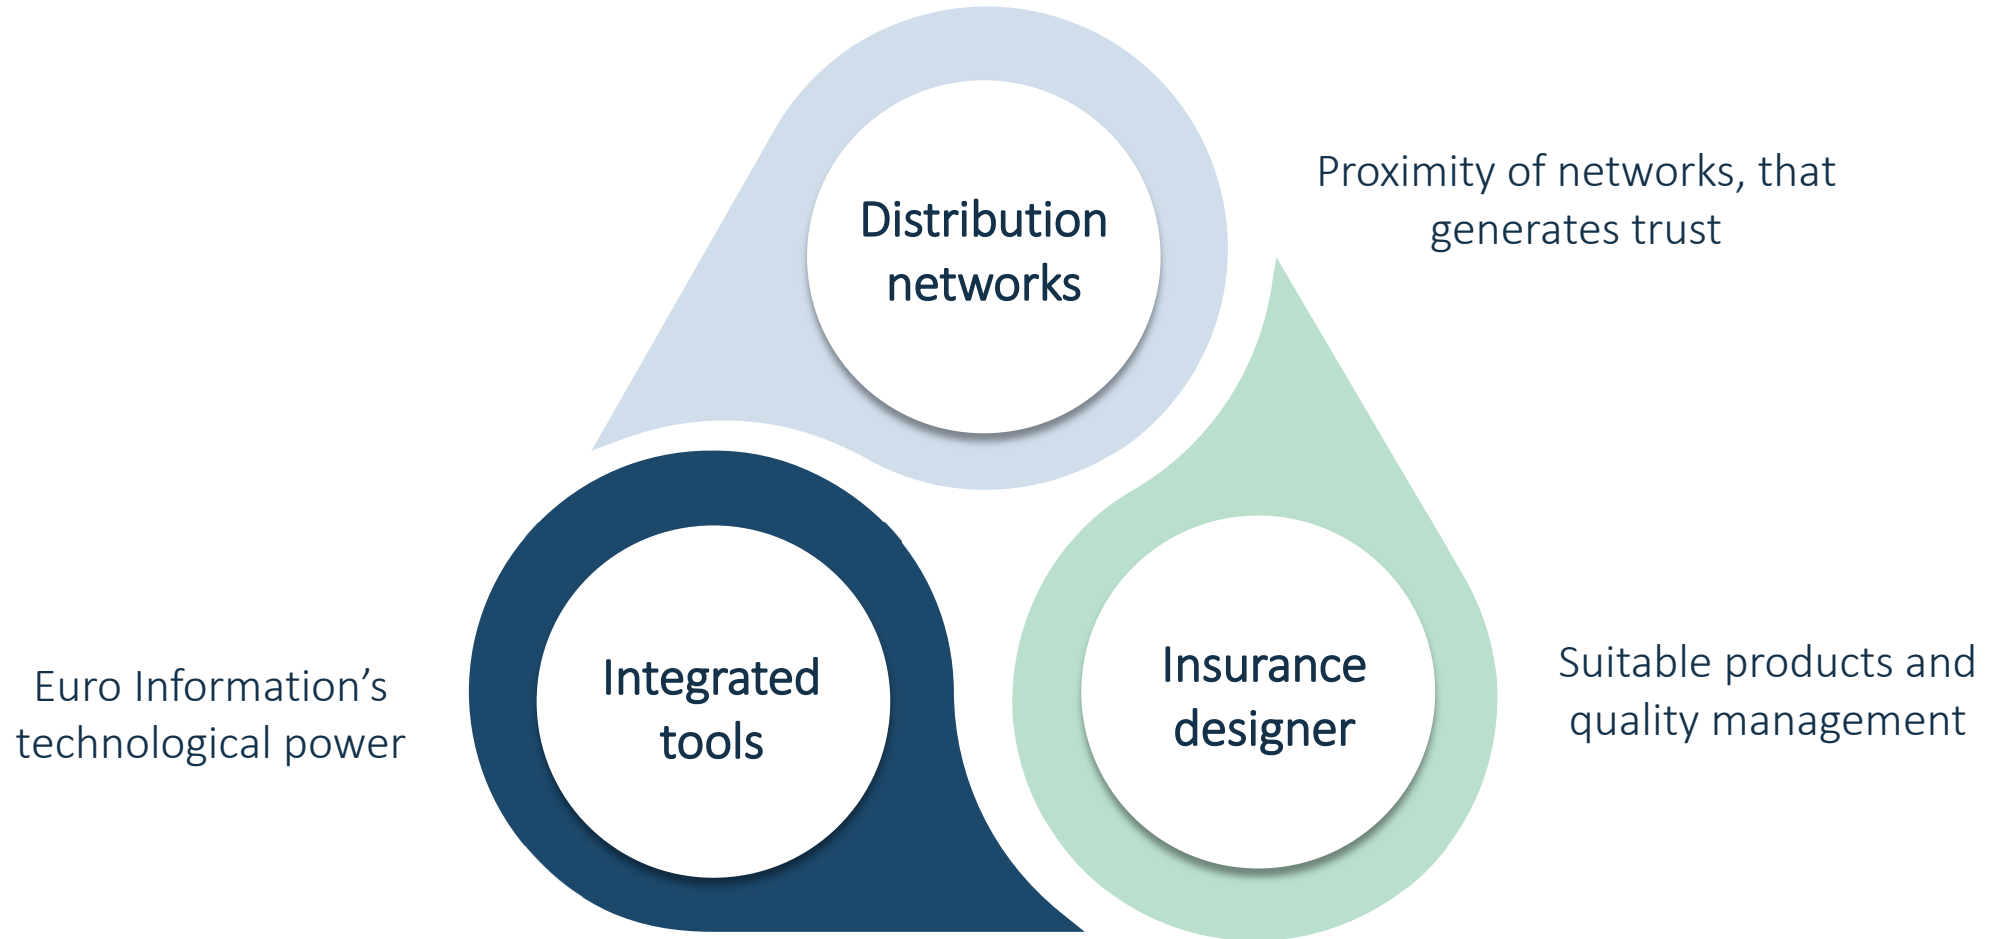 Distribution
networks
Proximity of networks, that
generates trust
Euro Information’s
technological power
Integrated
tools
Insurance
designer
Suitable products and
quality management